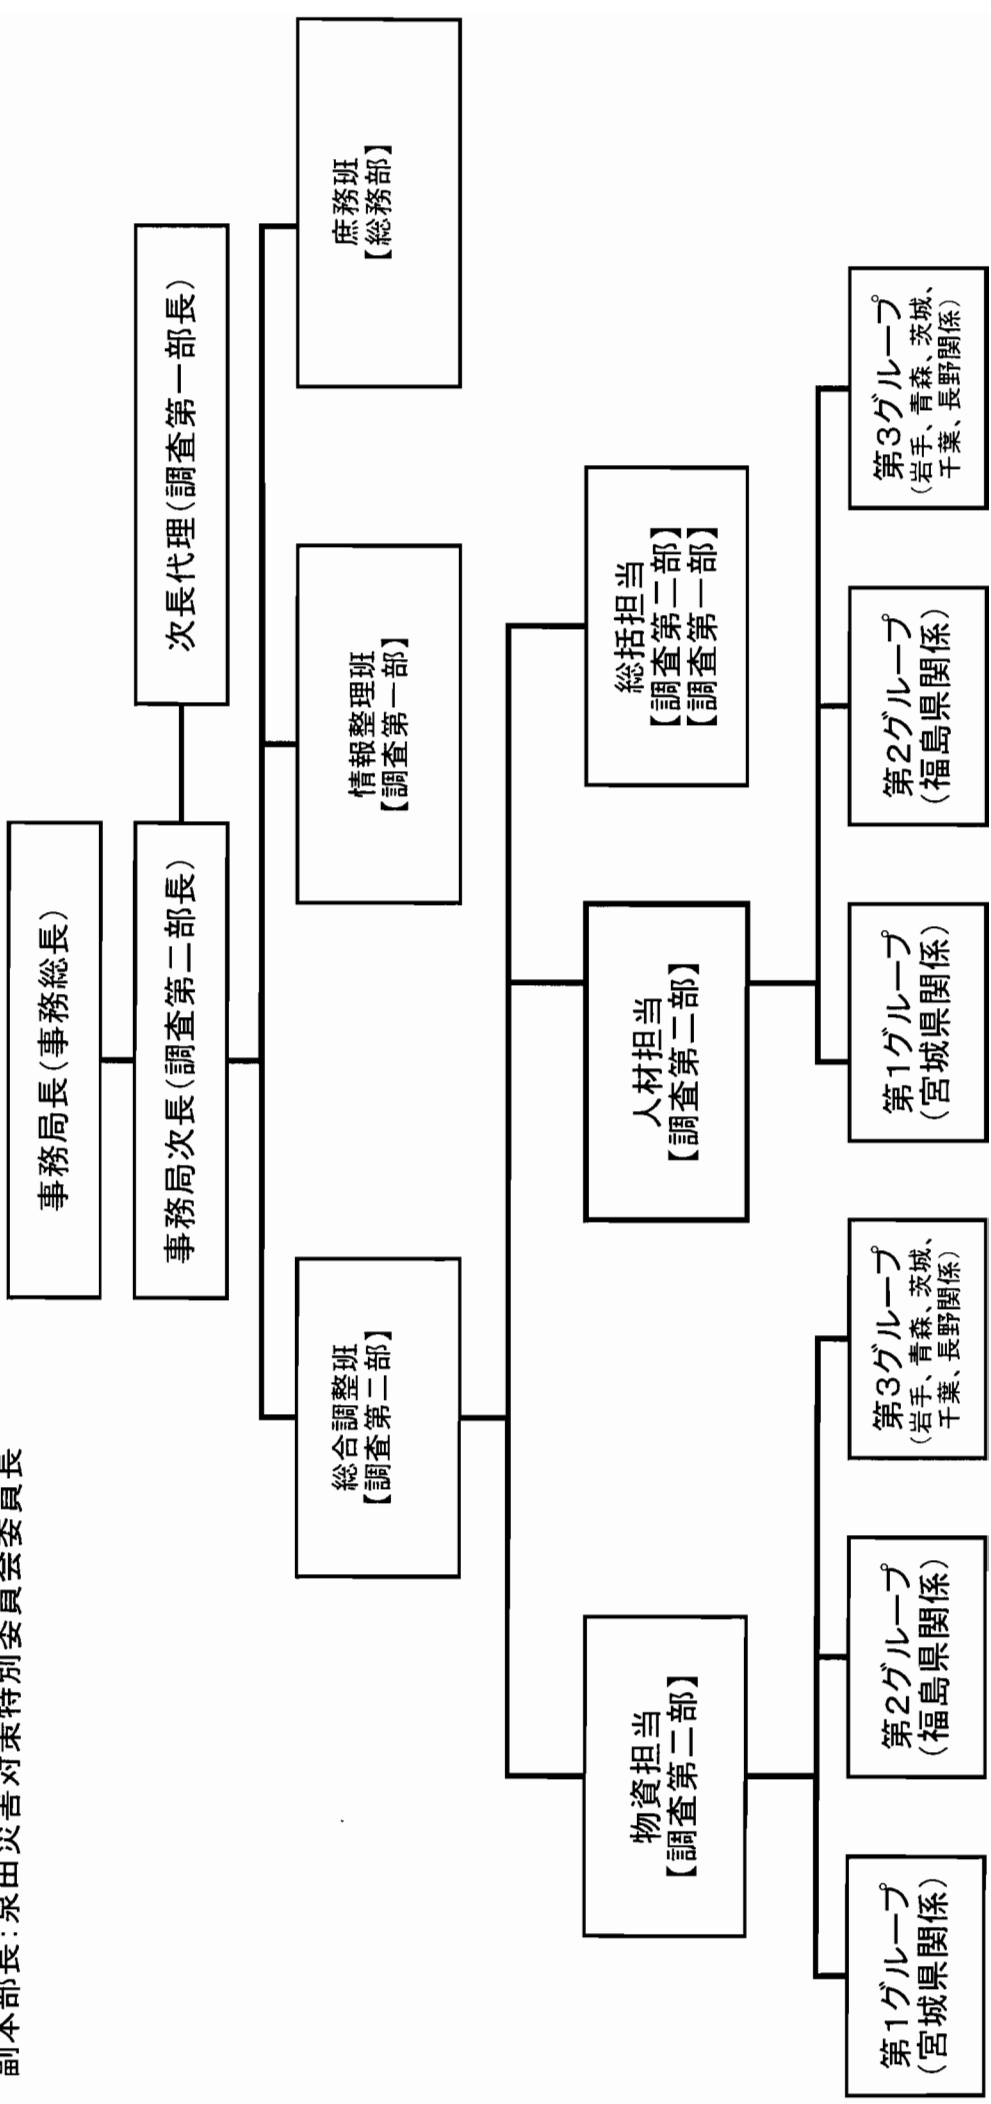 副本部長：泉田災害対策特別委員会委員長
事務局長（事務総長）
事務局次長（調査第二部長）
次長代理（調査第一部長）
総合調整班
【調査第二部】
情報整理班
【調査第一部】
庶務班
【総務部】
物資担当
【調査第二部】
人材担当
【調査第二部】
総括担当
【調査第二部】
【調査第一部】
第1グループ
（宮城県関係）
第2グループ
（福島県関係）
第3グループ
（岩手、青森、茨城、
千葉、長野関係）
第1グループ
（宮城県関係）
第2グループ
（福島県関係）
第3グループ
（岩手、青森、茨城、
千葉、長野関係）